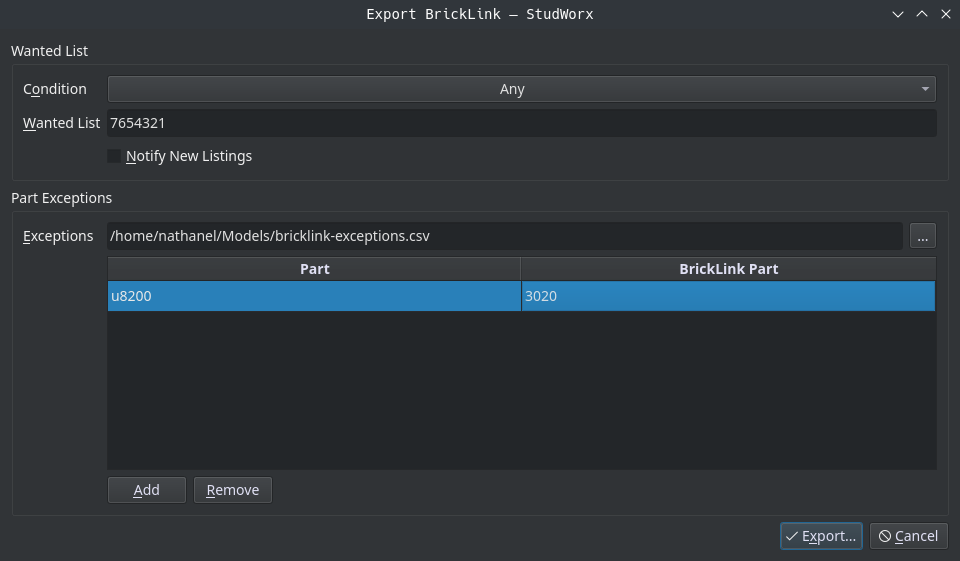 Export BrickLink — StudWorx
Wanted List
Condition Any
Wanted List 7654321
Notify New Listings
Part Exceptions
Exceptions /home/nathanel/Models/bricklink-exceptions.csv ...
Part BrickLink Part
u8200 3020
Add Remove
Export... Cancel